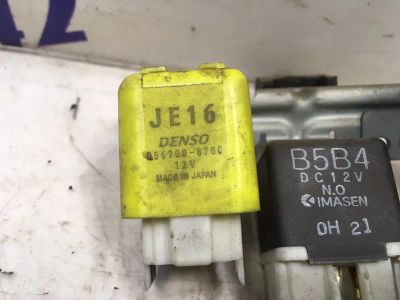 JE16
DENSO
056700-8780
12V
MADE IN JAPAN
B5B4
DC12V
N.O
IMASEN
0H 21